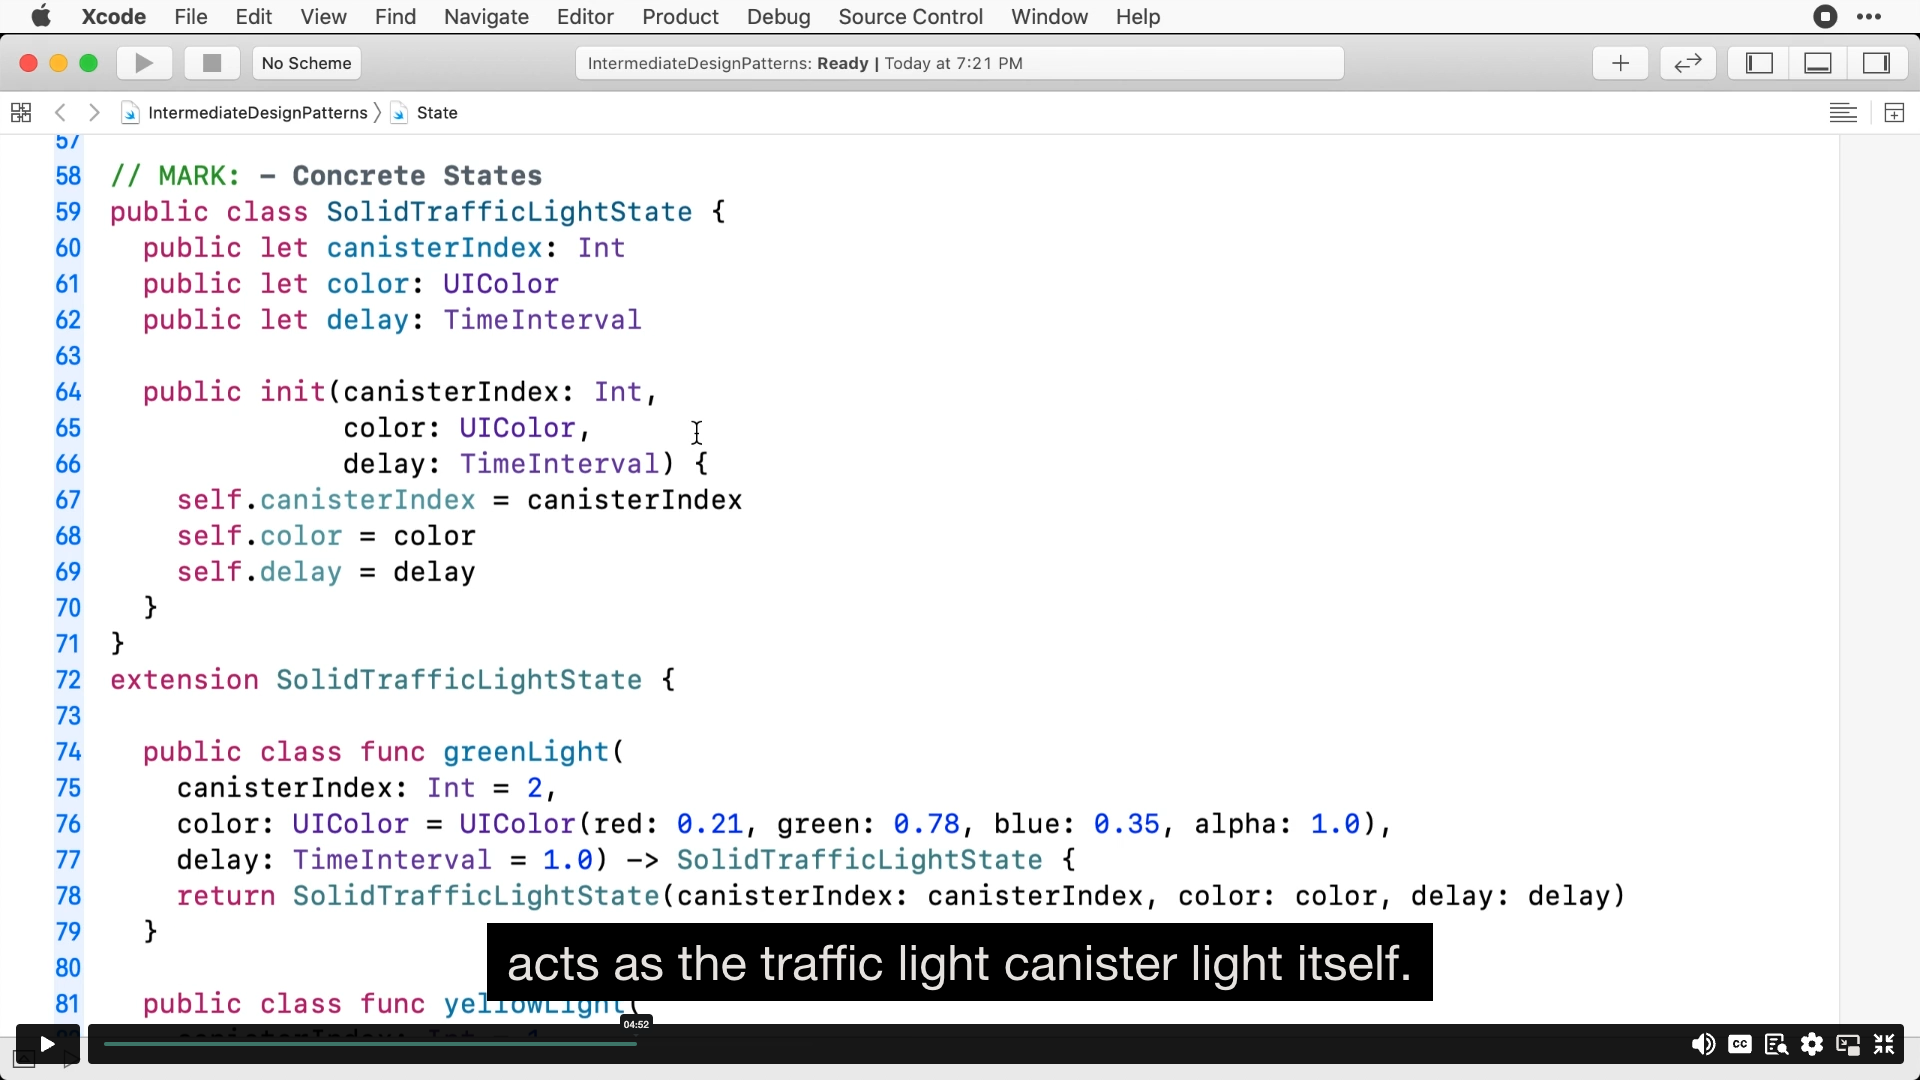 Xcode File Edit View Find Navigate Editor Product Debug Source Control Window Help
No Scheme
IntermediateDesignPatterns: Ready | Today at 7:21 PM
IntermediateDesignPatterns State
57
58 // MARK: - Concrete States
59 public class SolidTrafficLightState {
60 public let canisterIndex: Int
61 public let color: UIColor
62 public let delay: TimeInterval
63
64 public init(canisterIndex: Int,
65 color: UIColor,
66 delay: TimeInterval) {
67 self.canisterIndex = canisterIndex
68 self.color = color
69 self.delay = delay
70 }
71 }
72 extension SolidTrafficLightState {
73
74 public class func greenLight(
75 canisterIndex: Int = 2,
76 color: UIColor = UIColor(red: 0.21, green: 0.78, blue: 0.35, alpha: 1.0),
77 delay: TimeInterval = 1.0) -> SolidTrafficLightState {
78 return SolidTrafficLightState(canisterIndex: canisterIndex, color: color, delay: delay)
79 }
80
acts as the traffic light canister light itself.
81 public class func yellowLight(
04:52
CC